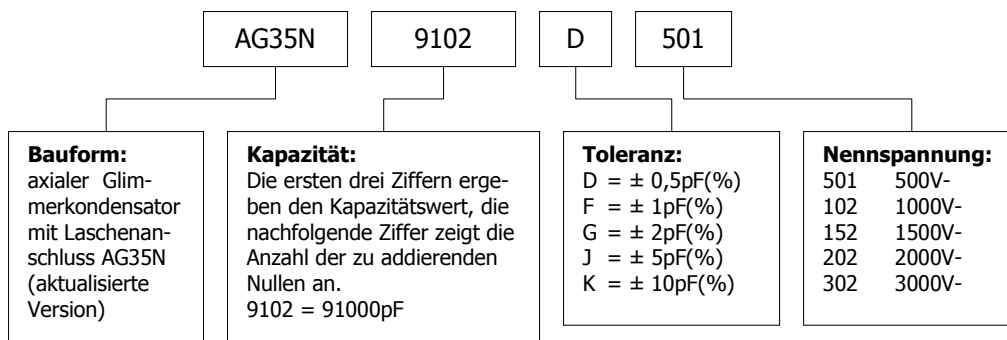 AG35N 9102 D 501
Bauform:
axialer Glim-
merkondensator
mit Laschenan-
schluss AG35N
(aktualisierte
Version)
Kapazität:
Die ersten drei Ziffern erge-
ben den Kapazitätswert, die
nachfolgende Ziffer zeigt die
Anzahl der zu addierenden
Nullen an.
9102 = 91000pF
Toleranz:
D = ± 0,5pF(%)
F = ± 1pF(%)
G = ± 2pF(%)
J = ± 5pF(%)
K = ± 10pF(%)
Nennspannung:
501 500V-
102 1000V-
152 1500V-
202 2000V-
302 3000V-